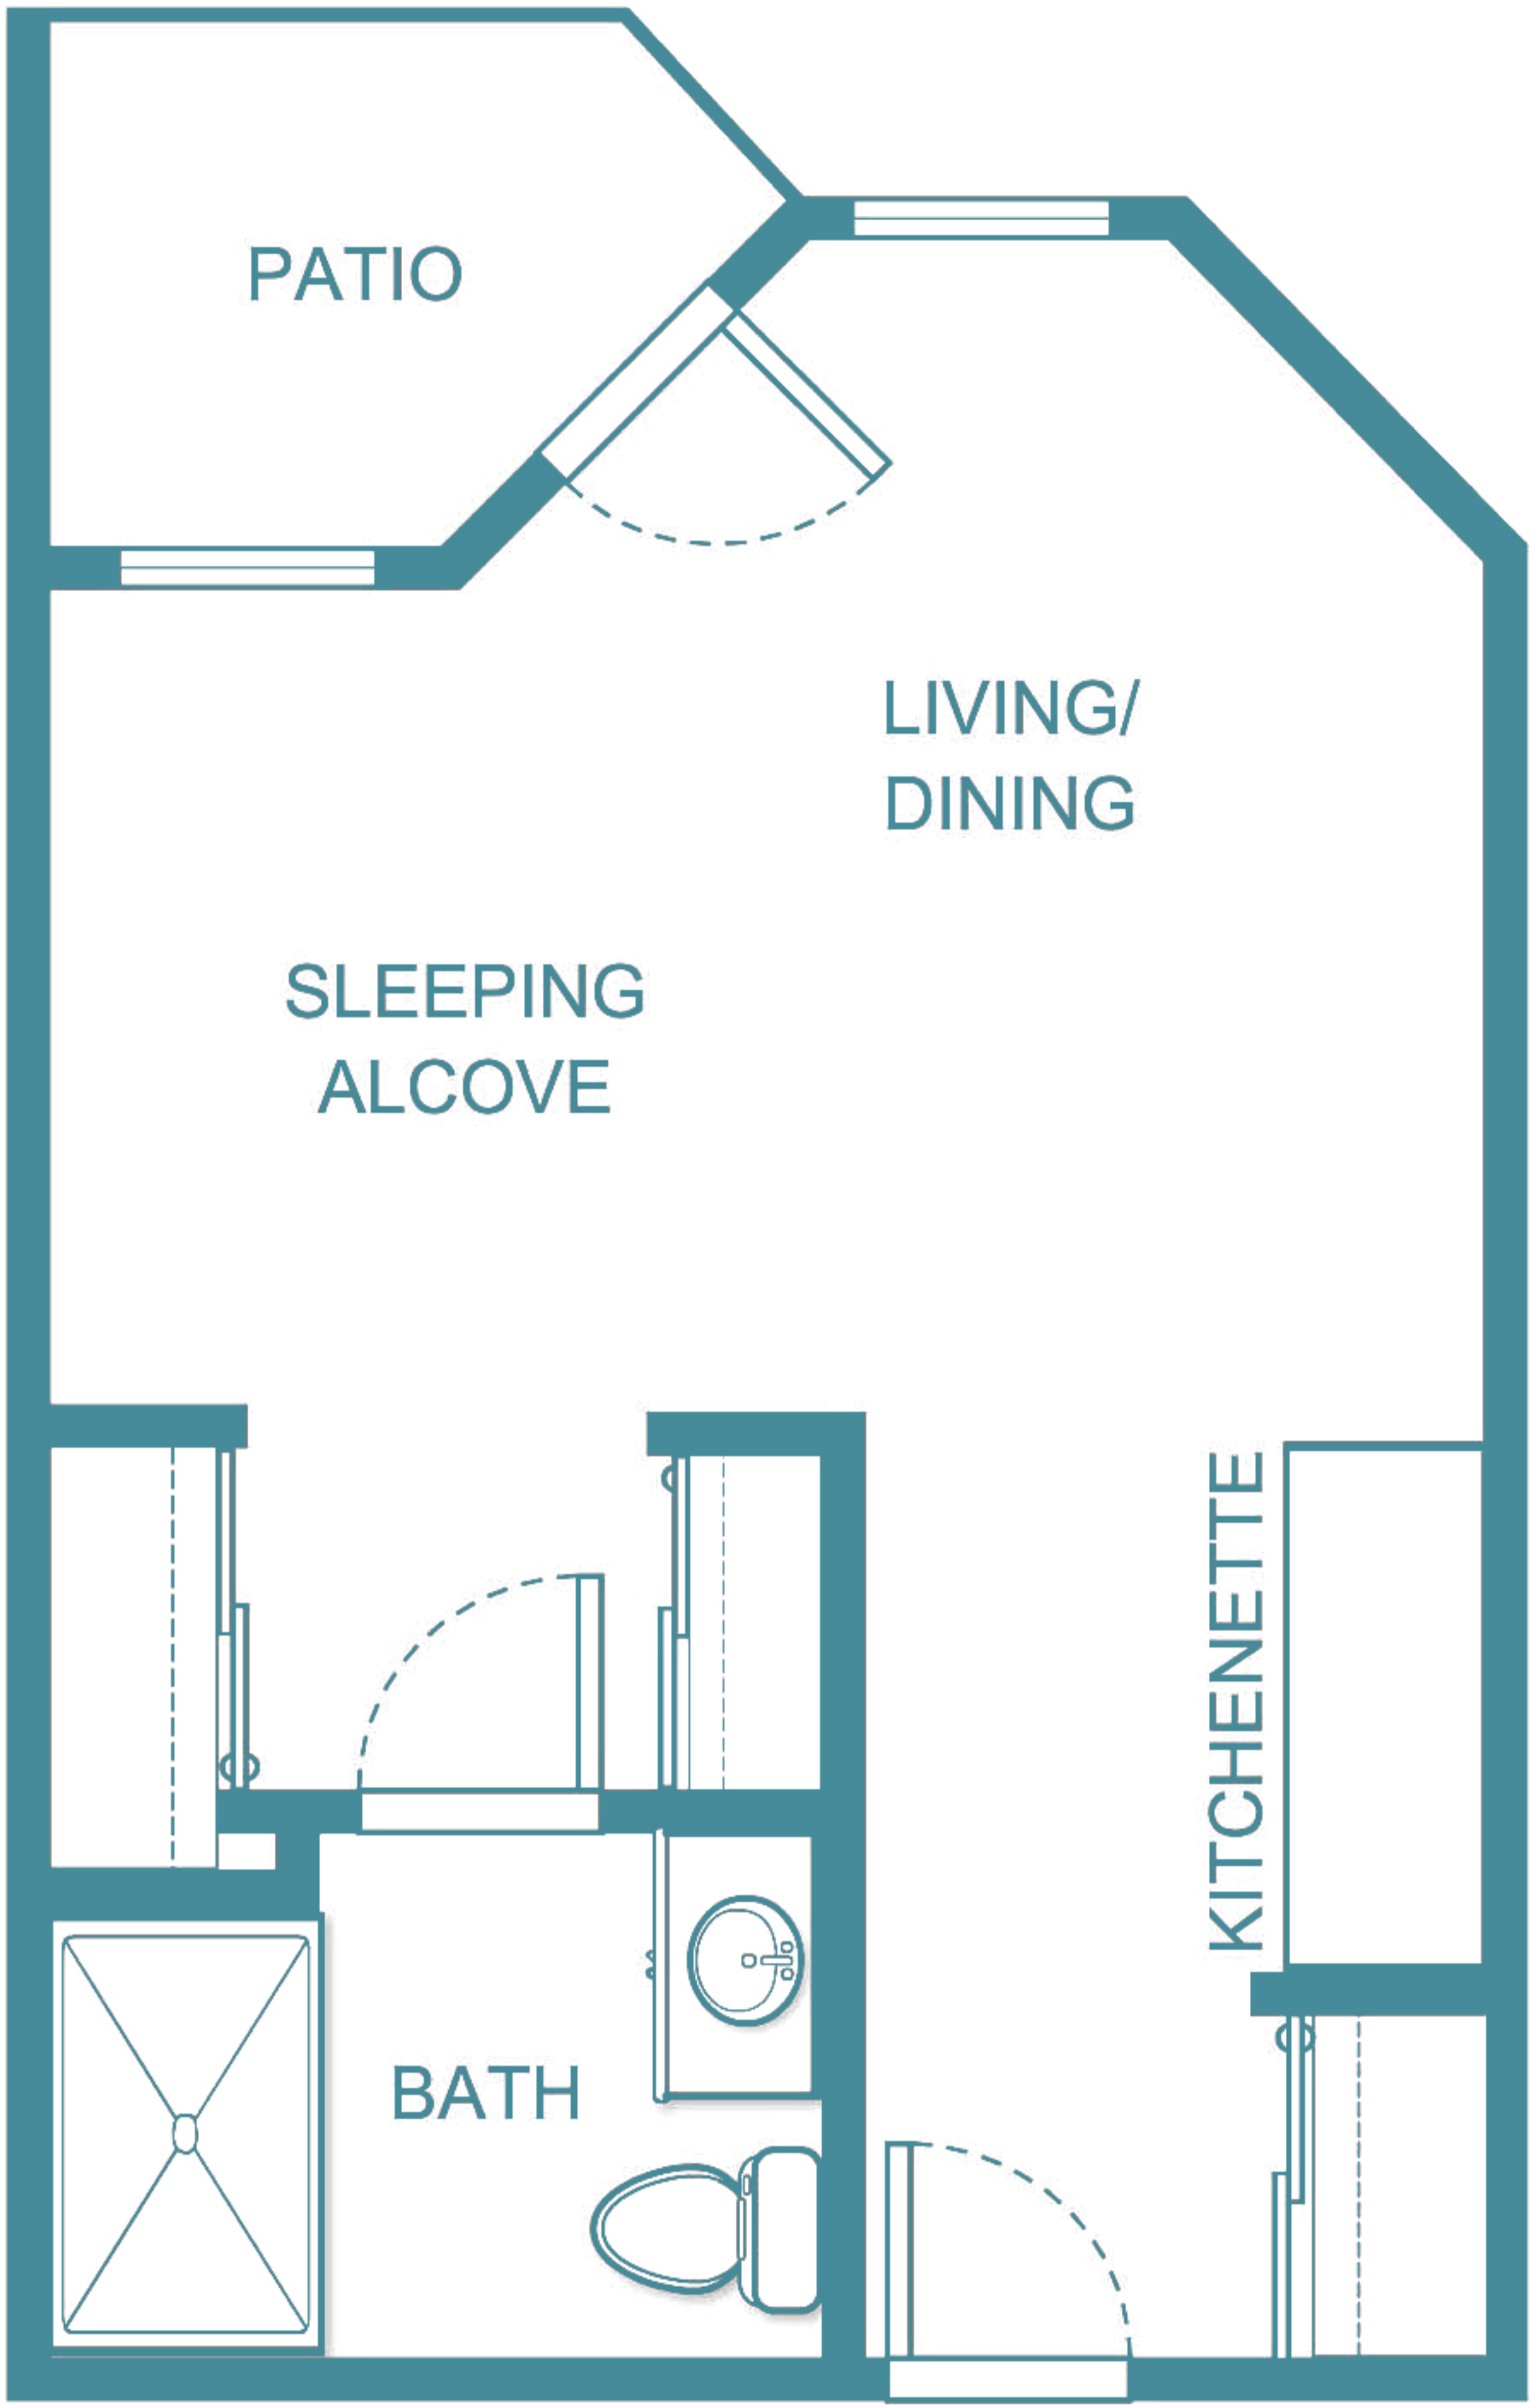 PATIO
LIVING/
DINING
SLEEPING
ALCOVE
KITCHENETTE
BATH